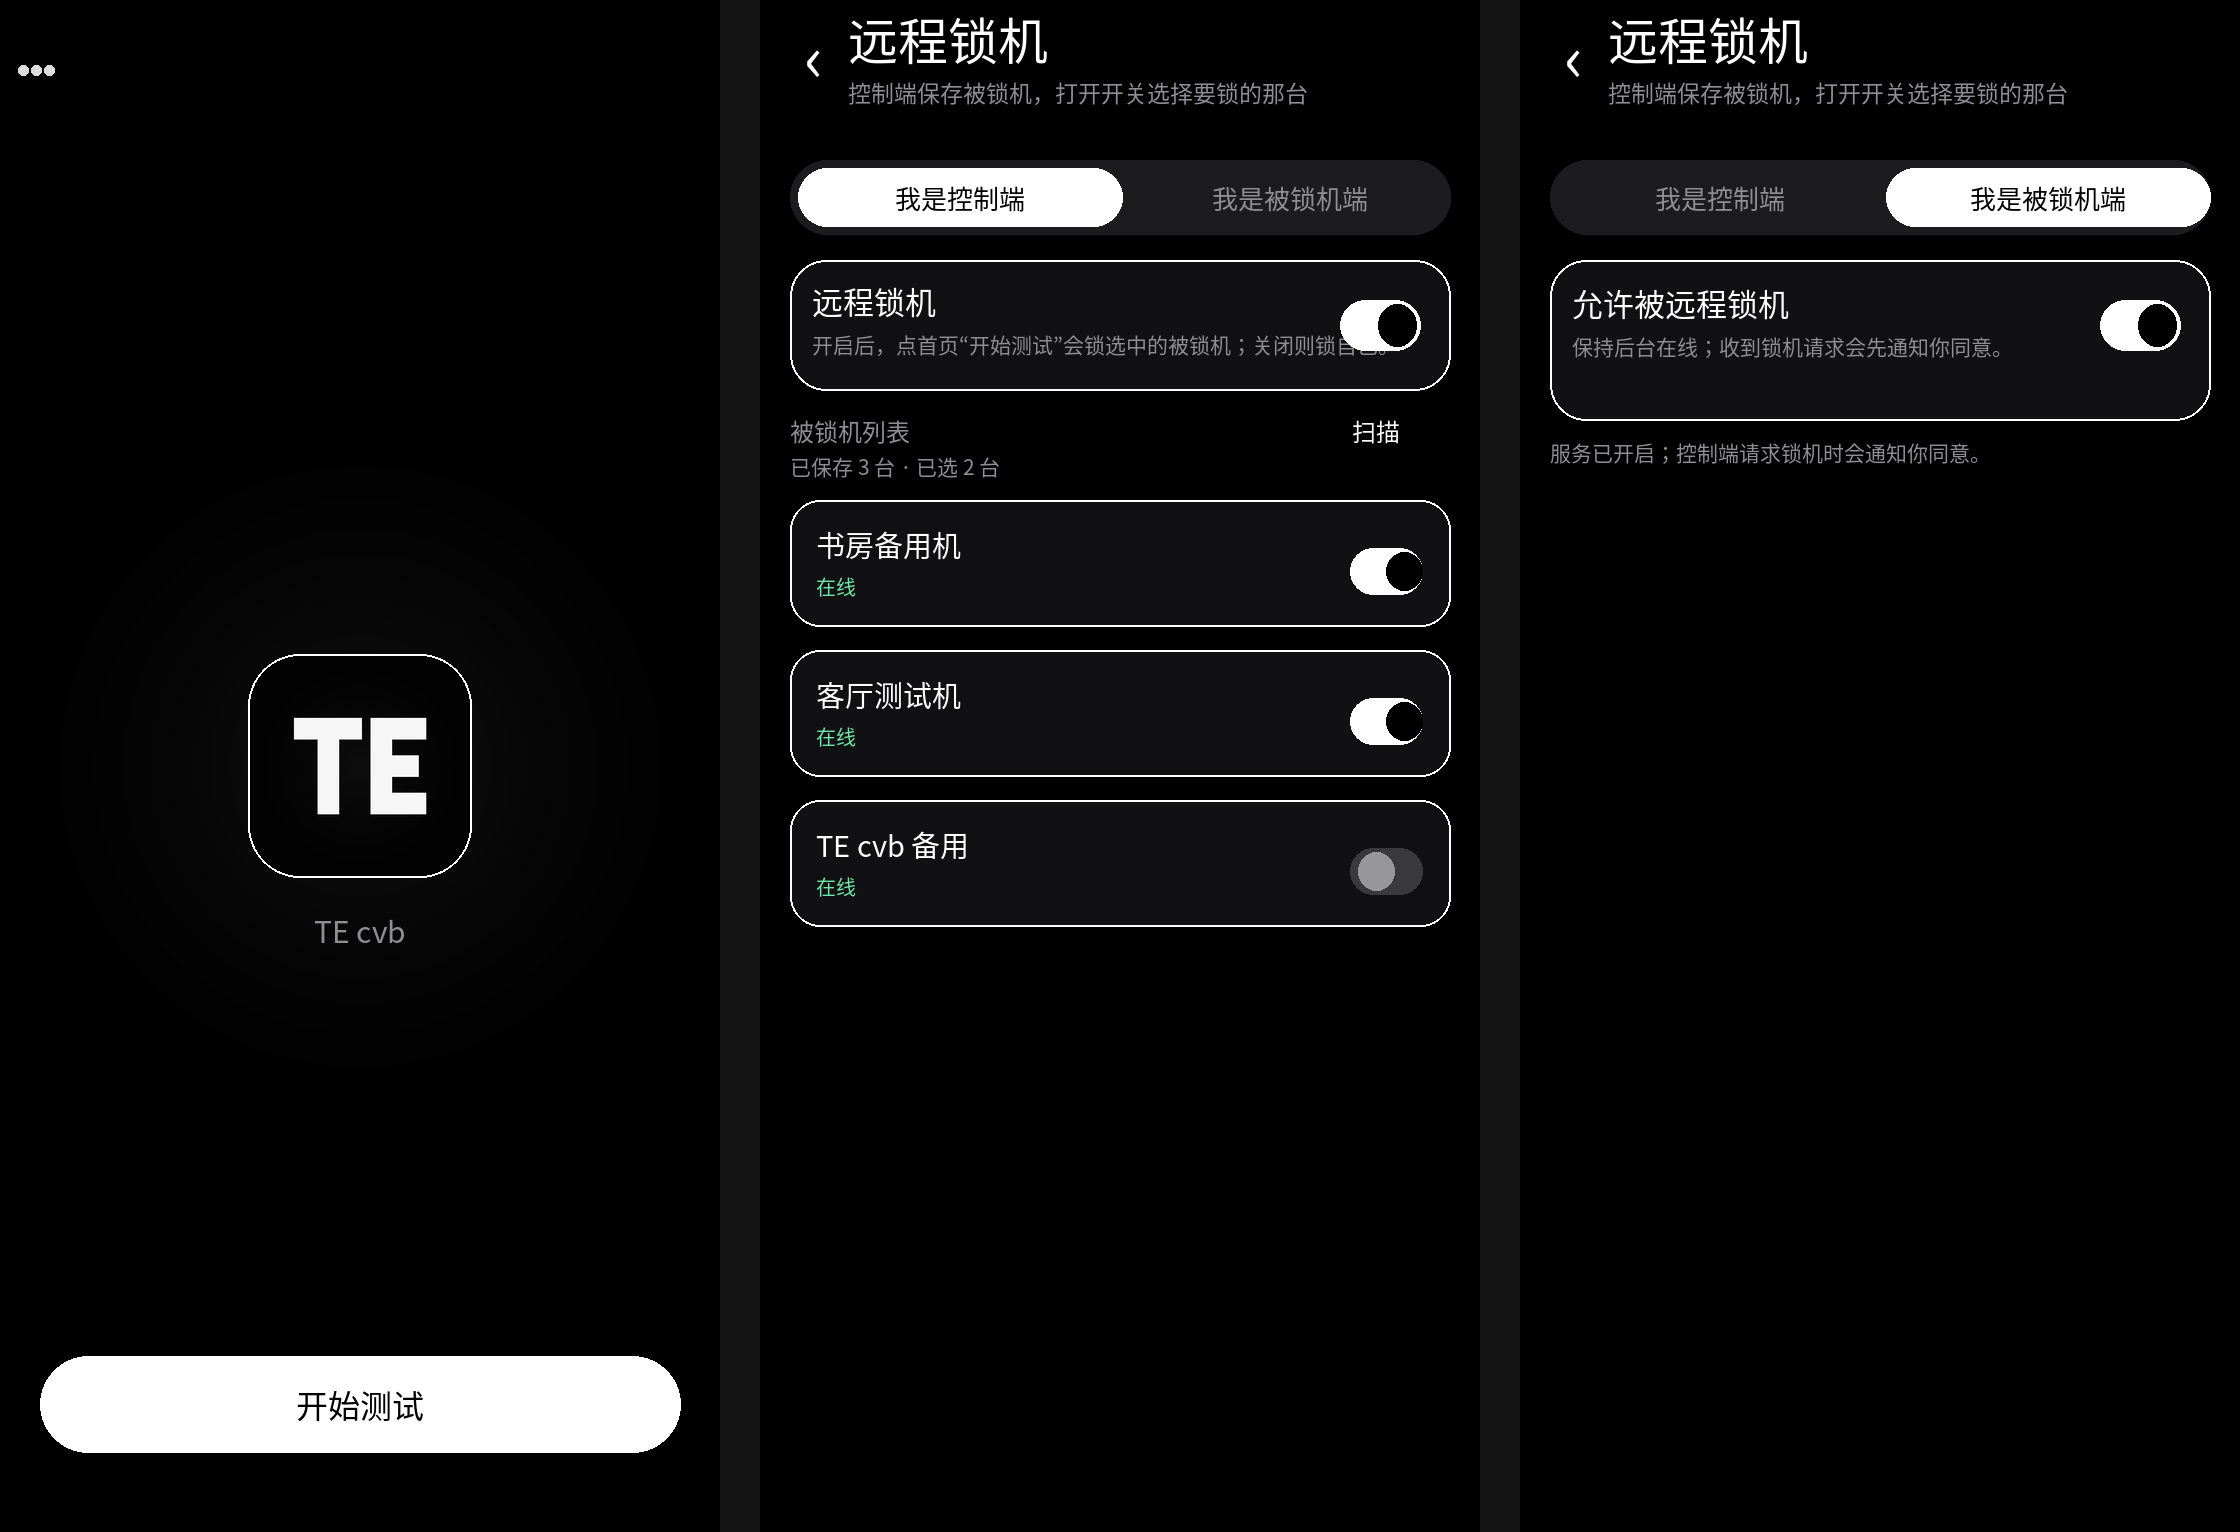 TE
TE cvb
开始测试
远程锁机
控制端保存被锁机，打开开关选择要锁的那台
我是控制端
我是被锁机端
远程锁机
开启后，点首页“开始测试”会锁选中的被锁机；关闭则锁自己。
被锁机列表
扫描
已保存 3 台 · 已选 2 台
书房备用机
在线
客厅测试机
在线
TE cvb 备用
在线
远程锁机
控制端保存被锁机，打开开关选择要锁的那台
我是控制端
我是被锁机端
允许被远程锁机
保持后台在线；收到锁机请求会先通知你同意。
服务已开启；控制端请求锁机时会通知你同意。